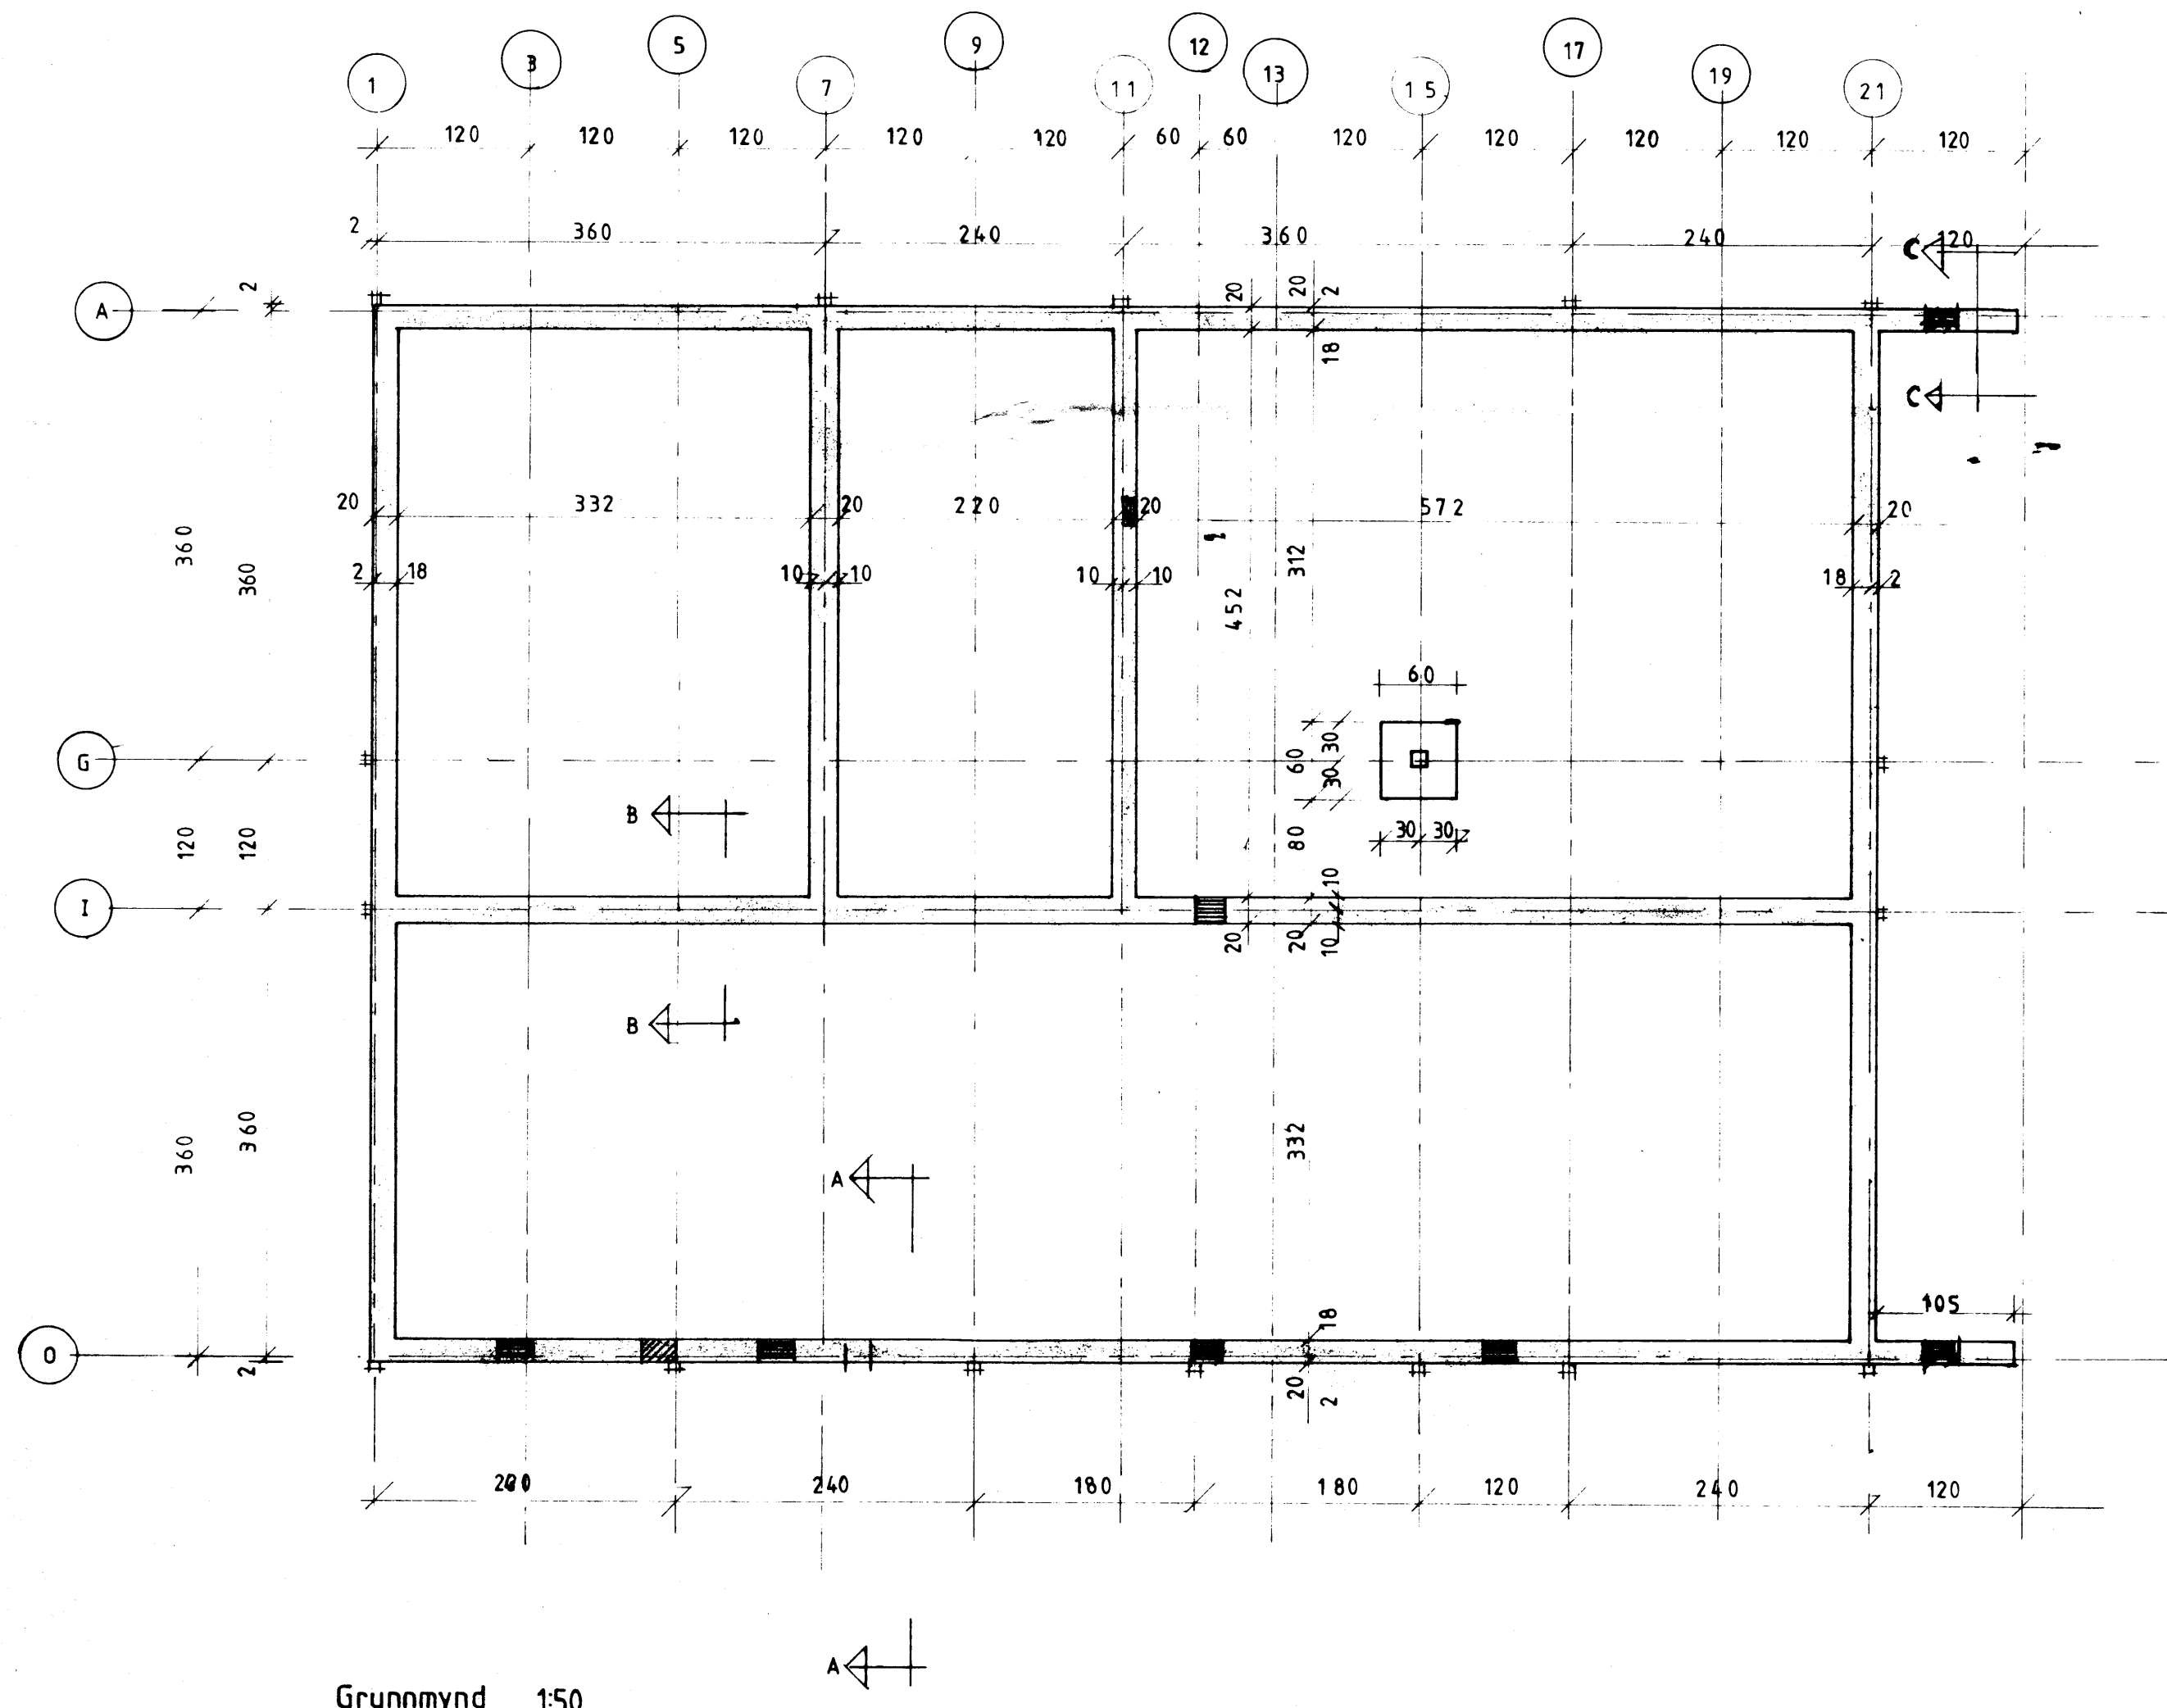 1 3 5 7 9 11 12 13 15 17 19 21
120 120 120 120 120 60 60 120 120 120 120 120
2 360 240 360 240 120 C
A 2 20 20 2
18
C
20 332 20 220 20 572 20
360 360 312
2 18 10 10 10 10 18 2
452
60
G 60 30 30
B 30 30
120 120 80
I 10
20 20 10
B
360 360 332
A
105
O 2 18
20 2
240 180 180 120 240 120
A
Grunnmynd 1:50